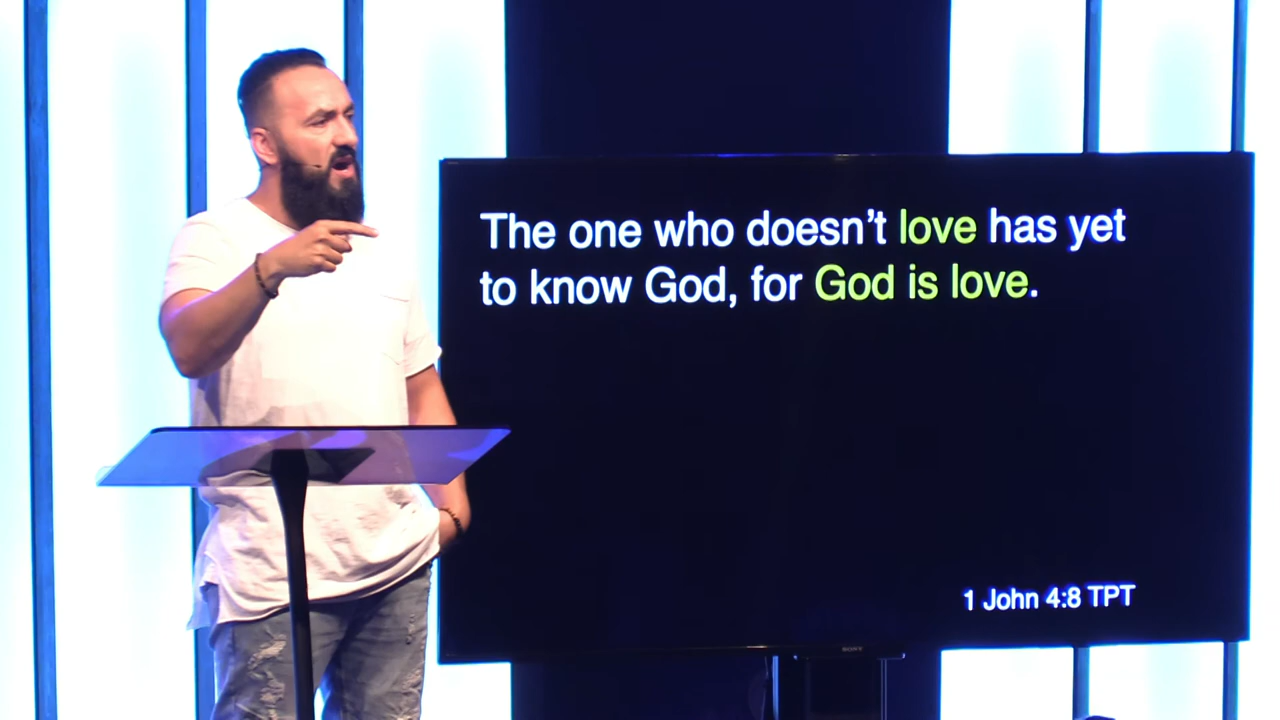 The one who doesn’t love has yet
to know God, for God is love.
1 John 4:8 TPT
SONY